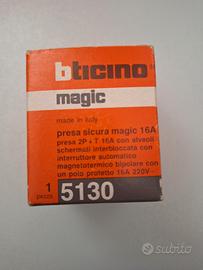 bticino
magic
made in italy
presa sicura magic 16A
presa 2P + T 16A con alveoli
schermati interbloccata con
interruttore automatico
magnetotermico bipolare con
un polo protetto 16A 220V~
1
pezzo
5130
subito